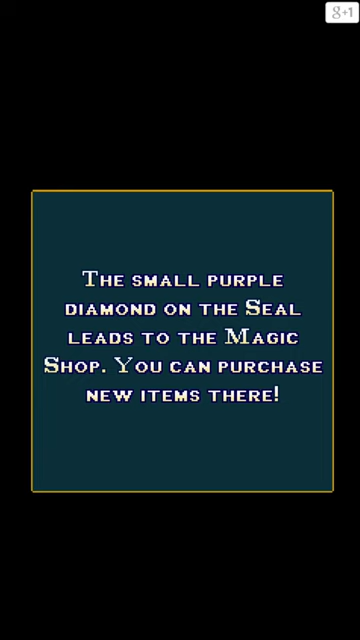 g+1
The small purple
diamond on the Seal
leads to the Magic
Shop. You can purchase
new items there!